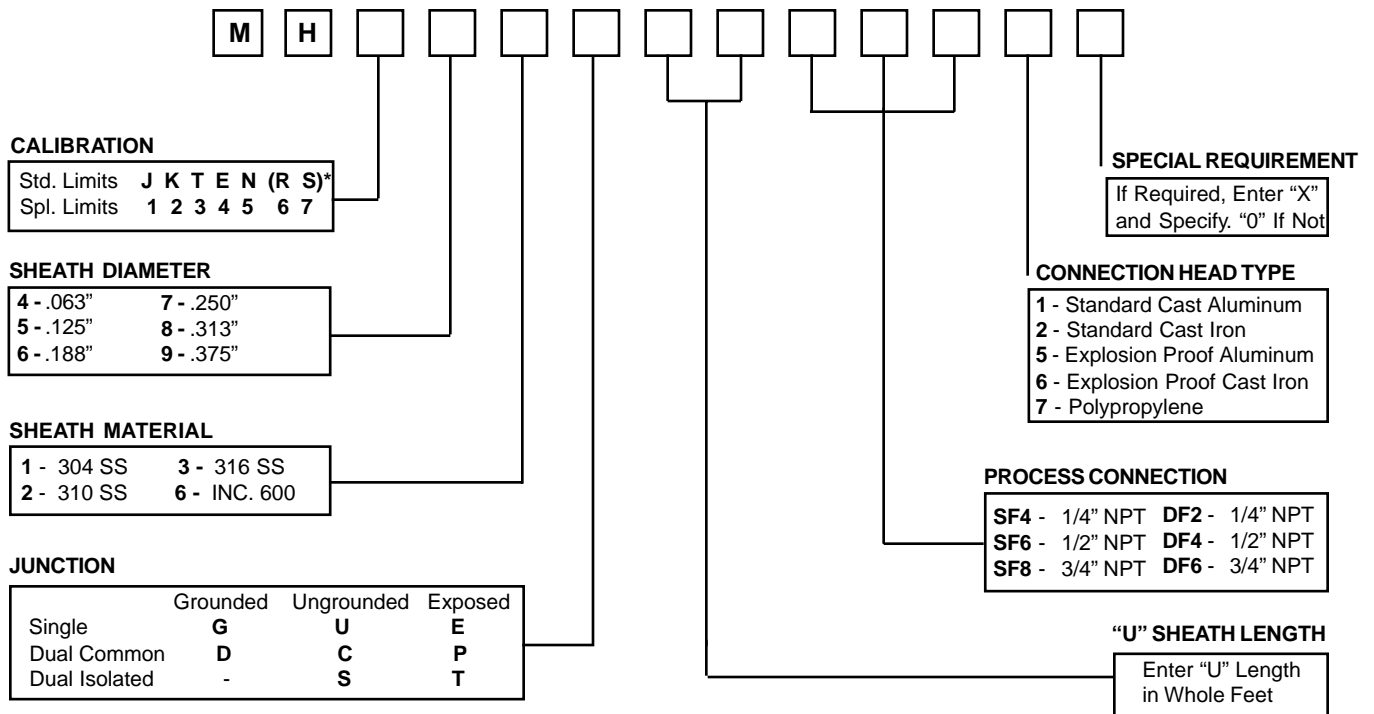 M H
CALIBRATION
Std. Limits J K T E N (R S)*
Spl. Limits 1 2 3 4 5 6 7
SHEATH DIAMETER
4 - .063” 7 - .250”
5 - .125” 8 - .313”
6 - .188” 9 - .375”
SHEATH MATERIAL
1 - 304 SS 3 - 316 SS
2 - 310 SS 6 - INC. 600
JUNCTION
Grounded Ungrounded Exposed
Single G U E
Dual Common D C P
Dual Isolated - S T
SPECIAL REQUIREMENT
If Required, Enter “X”
and Specify. “0” If Not
CONNECTION HEAD TYPE
1 - Standard Cast Aluminum
2 - Standard Cast Iron
5 - Explosion Proof Aluminum
6 - Explosion Proof Cast Iron
7 - Polypropylene
PROCESS CONNECTION
SF4 - 1/4” NPT DF2 - 1/4” NPT
SF6 - 1/2” NPT DF4 - 1/2” NPT
SF8 - 3/4” NPT DF6 - 3/4” NPT
“U” SHEATH LENGTH
Enter “U” Length
in Whole Feet